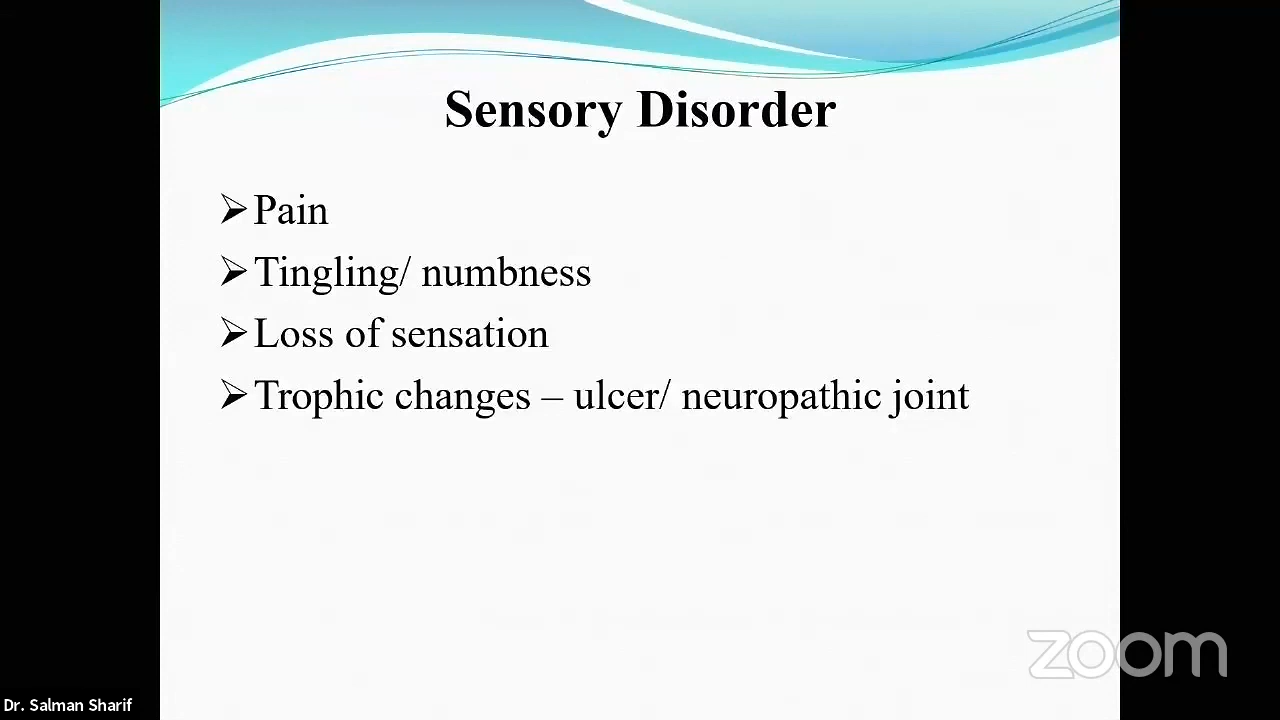 Sensory Disorder
➢Pain
➢Tingling/ numbness
➢Loss of sensation
➢Trophic changes – ulcer/ neuropathic joint
zoom
Dr. Salman Sharif